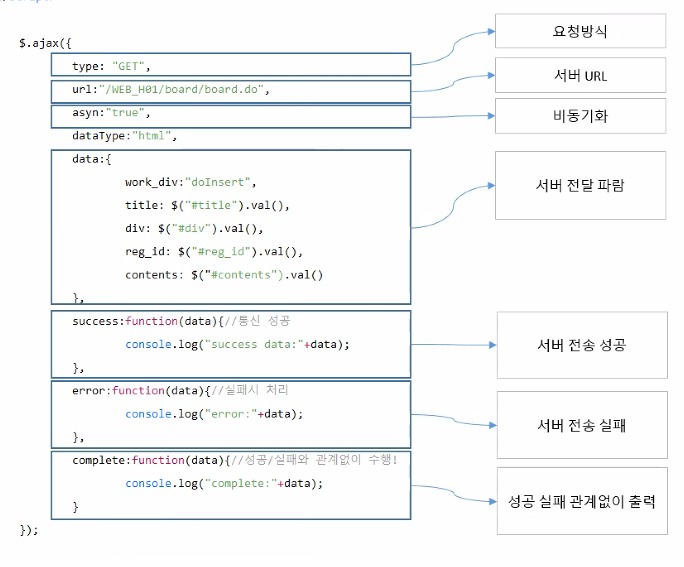 $.ajax({
type: "GET",
url:"/WEB_H01/board/board.do",
asyn:"true",
dataType:"html",
data:{
work_div:"doInsert",
title: $("#title").val(),
div: $("#div").val(),
reg_id: $("#reg_id").val(),
contents: $("#contents").val()
},
success:function(data){//통신 성공
console.log("success data:"+data);
},
error:function(data){//실패시 처리
console.log("error:"+data);
},
complete:function(data){//성공/실패와 관계없이 수행!
console.log("complete:"+data);
}
});
요청방식
서버 URL
비동기화
서버 전달 파람
서버 전송 성공
서버 전송 실패
성공 실패 관계없이 출력